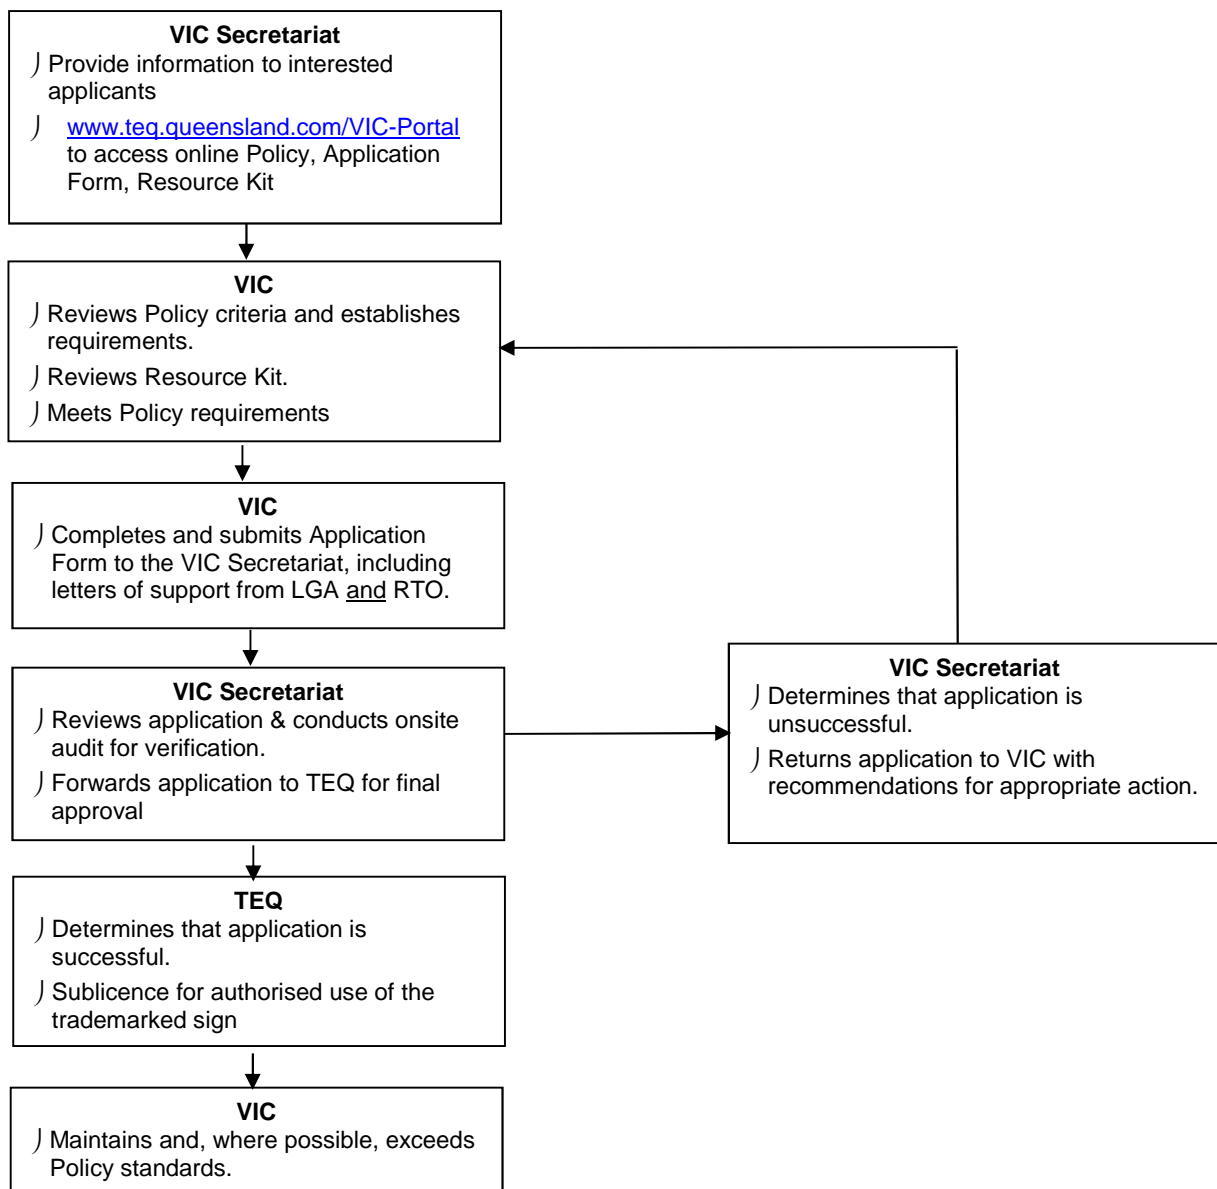 VIC Secretariat
⌡ Provide information to interested
applicants
⌡ www.teq.queensland.com/VIC-Portal
to access online Policy, Application
Form, Resource Kit
VIC
⌡ Reviews Policy criteria and establishes
requirements.
⌡ Reviews Resource Kit.
⌡ Meets Policy requirements
VIC
⌡ Completes and submits Application
Form to the VIC Secretariat, including
letters of support from LGA and RTO.
VIC Secretariat
⌡ Reviews application & conducts onsite
audit for verification.
⌡ Forwards application to TEQ for final
approval
VIC Secretariat
⌡ Determines that application is
unsuccessful.
⌡ Returns application to VIC with
recommendations for appropriate action.
TEQ
⌡ Determines that application is
successful.
⌡ Sublicence for authorised use of the
trademarked sign
VIC
⌡ Maintains and, where possible, exceeds
Policy standards.